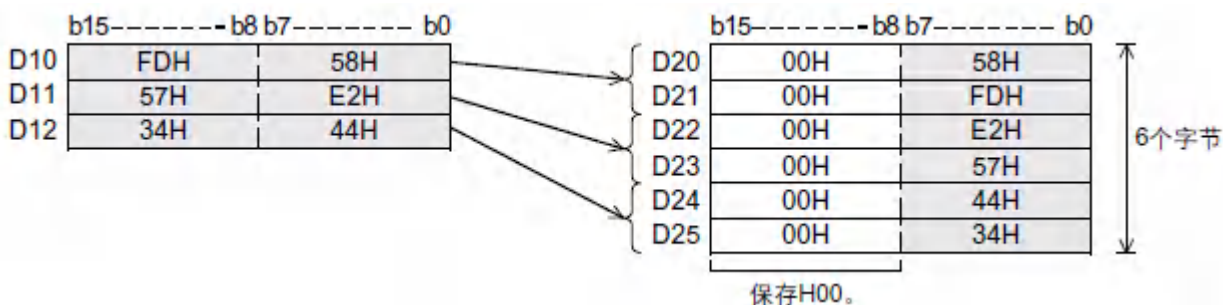 b15---------b8 b7-------b0
D10 FDH 58H
D11 57H E2H
D12 34H 44H
b15---------b8 b7-------b0
D20 00H 58H
D21 00H FDH
D22 00H E2H
D23 00H 57H
D24 00H 44H
D25 00H 34H
6个字节
保存H00。